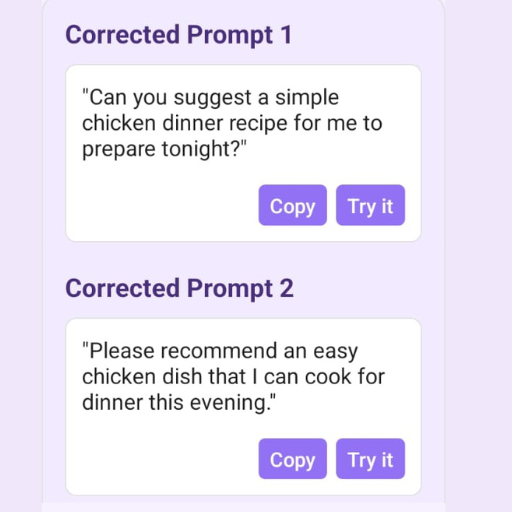 Corrected Prompt 1
"Can you suggest a simple
chicken dinner recipe for me to
prepare tonight?"
Copy Try it
Corrected Prompt 2
"Please recommend an easy
chicken dish that I can cook for
dinner this evening."
Copy Try it